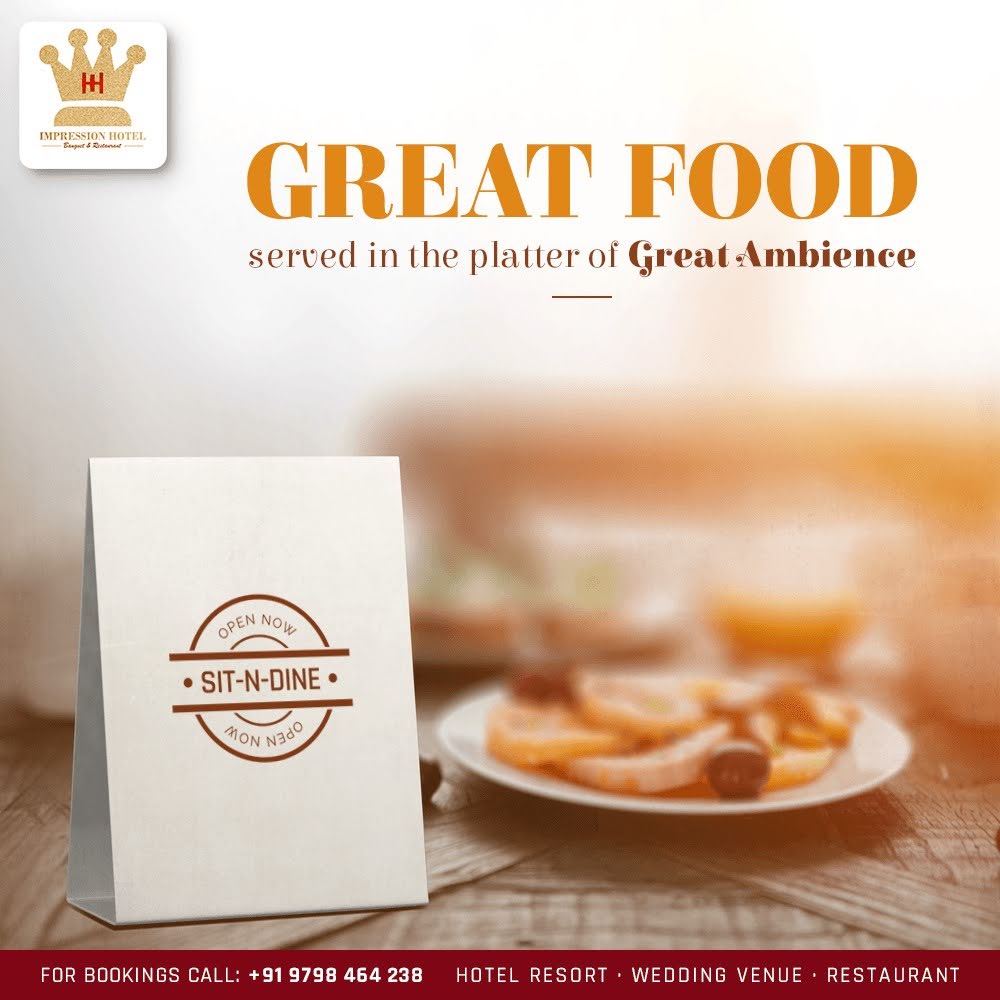 HH
IMPRESSION HOTEL
Banquet & Restaurant
GREAT FOOD
served in the platter of Great Ambience
OPEN NOW
• SIT-N-DINE •
OPEN NOW
FOR BOOKINGS CALL: +91 9798 464 238 HOTEL RESORT · WEDDING VENUE · RESTAURANT